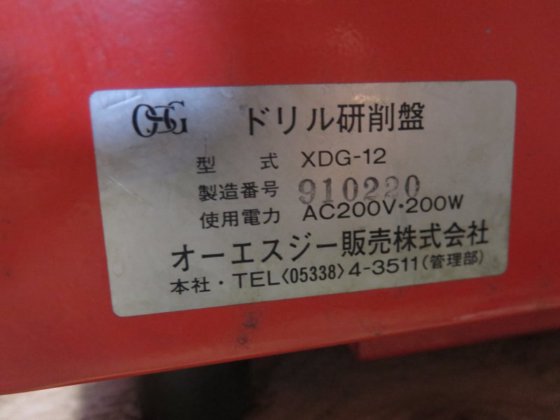 OSG ドリル研削盤
型 式 XDG-12
製造番号 910220
使用電力 AC200V・200W
オーエスジー販売株式会社
本社・TEL〈05338〉4-3511(管理部)